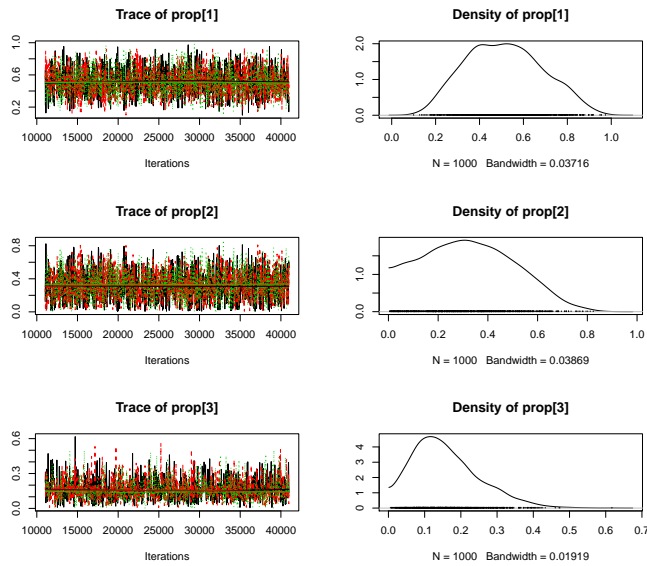 Trace of prop[1]
0.2 0.6 1.0
10000 15000 20000 25000 30000 35000 40000
Iterations
Density of prop[1]
0.0 1.0 2.0
0.0 0.2 0.4 0.6 0.8 1.0
N = 1000 Bandwidth = 0.03716
Trace of prop[2]
0.0 0.4 0.8
10000 15000 20000 25000 30000 35000 40000
Iterations
Density of prop[2]
0.0 1.0
0.0 0.2 0.4 0.6 0.8 1.0
N = 1000 Bandwidth = 0.03869
Trace of prop[3]
0.0 0.3 0.6
10000 15000 20000 25000 30000 35000 40000
Iterations
Density of prop[3]
0 1 2 3 4
0.0 0.1 0.2 0.3 0.4 0.5 0.6 0.7
N = 1000 Bandwidth = 0.01919